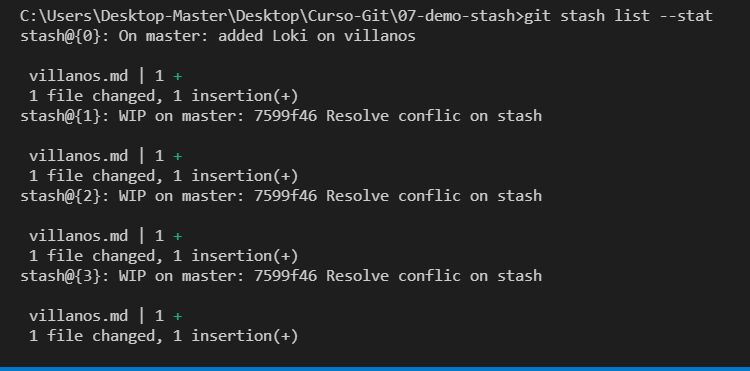 C:\Users\Desktop-Master\Desktop\Curso-Git\07-demo-stash>git stash list --stat
stash@{0}: On master: added Loki on villanos
villanos.md | 1 +
1 file changed, 1 insertion(+)
stash@{1}: WIP on master: 7599f46 Resolve conflic on stash
villanos.md | 1 +
1 file changed, 1 insertion(+)
stash@{2}: WIP on master: 7599f46 Resolve conflic on stash
villanos.md | 1 +
1 file changed, 1 insertion(+)
stash@{3}: WIP on master: 7599f46 Resolve conflic on stash
villanos.md | 1 +
1 file changed, 1 insertion(+)